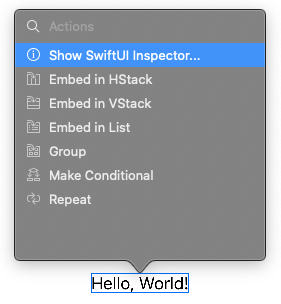 Actions
Show SwiftUI Inspector...
Embed in HStack
Embed in VStack
Embed in List
Group
Make Conditional
Repeat
Hello, World!